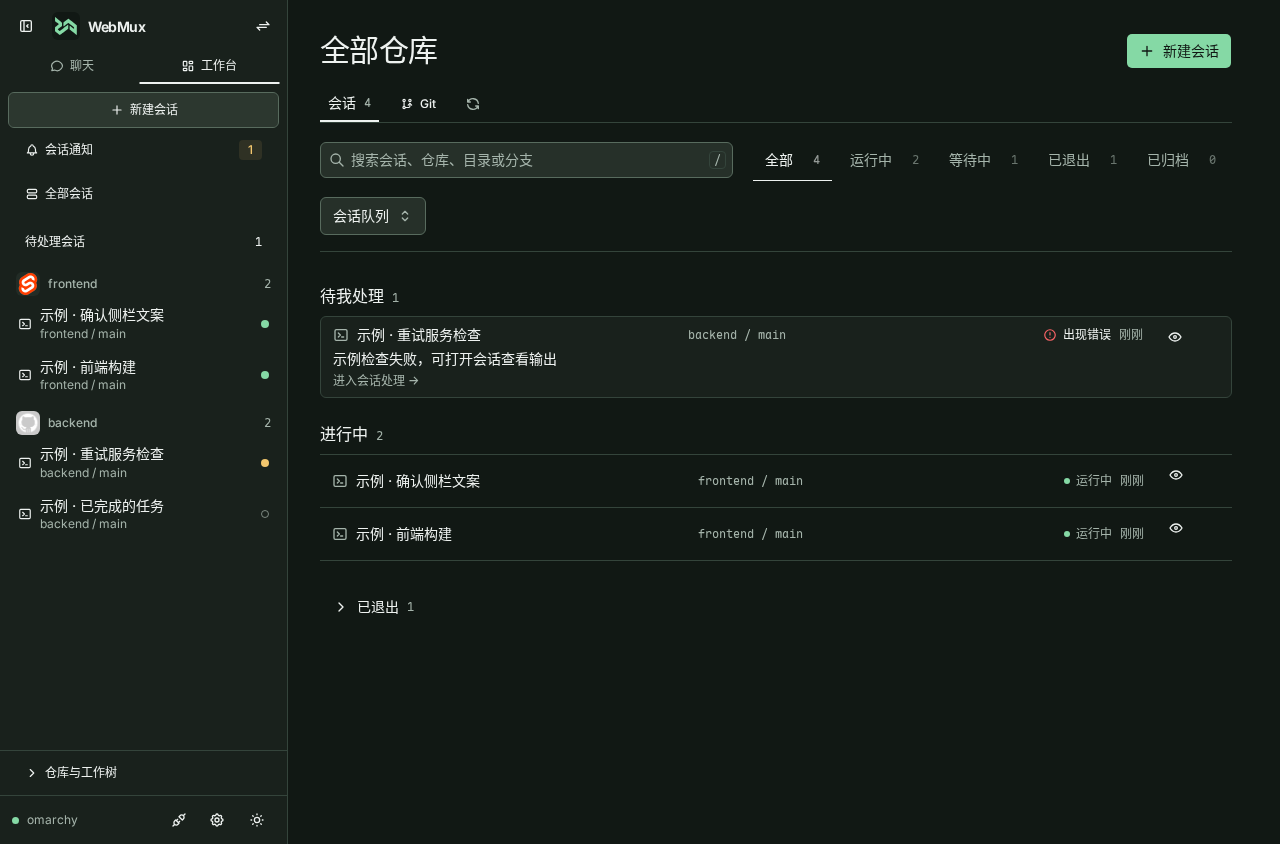 WebMux
聊天
工作台
新建会话
会话通知 1
全部会话
待处理会话 1
frontend 2
示例 · 确认侧栏文案
frontend / main
示例 · 前端构建
frontend / main
backend 2
示例 · 重试服务检查
backend / main
示例 · 已完成的任务
backend / main
仓库与工作树
omarchy
全部仓库
新建会话
会话 4 Git
搜索会话、仓库、目录或分支 /
全部 4 运行中 2 等待中 1 已退出 1 已归档 0
会话队列
待我处理 1
示例 · 重试服务检查 backend / main 出现错误 刚刚
示例检查失败，可打开会话查看输出
进入会话处理 →
进行中 2
示例 · 确认侧栏文案 frontend / main 运行中 刚刚
示例 · 前端构建 frontend / main 运行中 刚刚
已退出 1